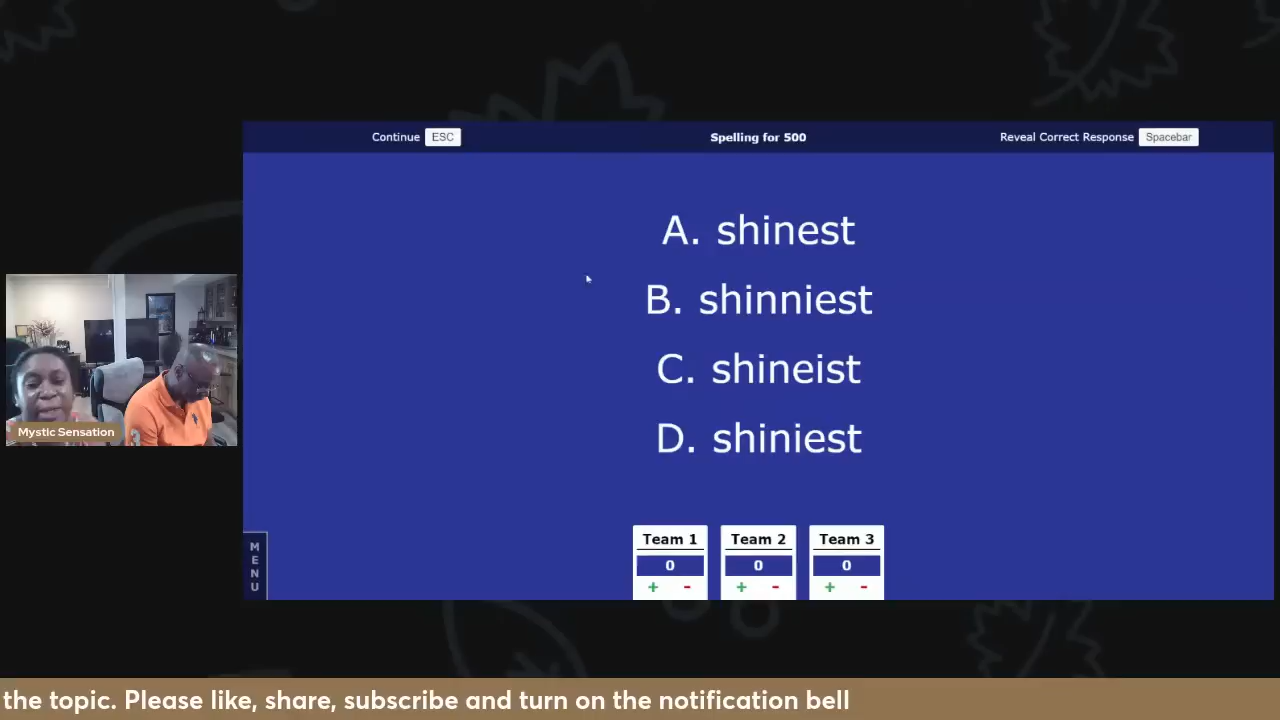 Continue ESC
Spelling for 500
Reveal Correct Response Spacebar
A. shinest
B. shinniest
C. shineist
D. shiniest
Mystic Sensation
MENU
Team 1
0
+ -
Team 2
0
+ -
Team 3
0
+ -
the topic. Please like, share, subscribe and turn on the notification bell